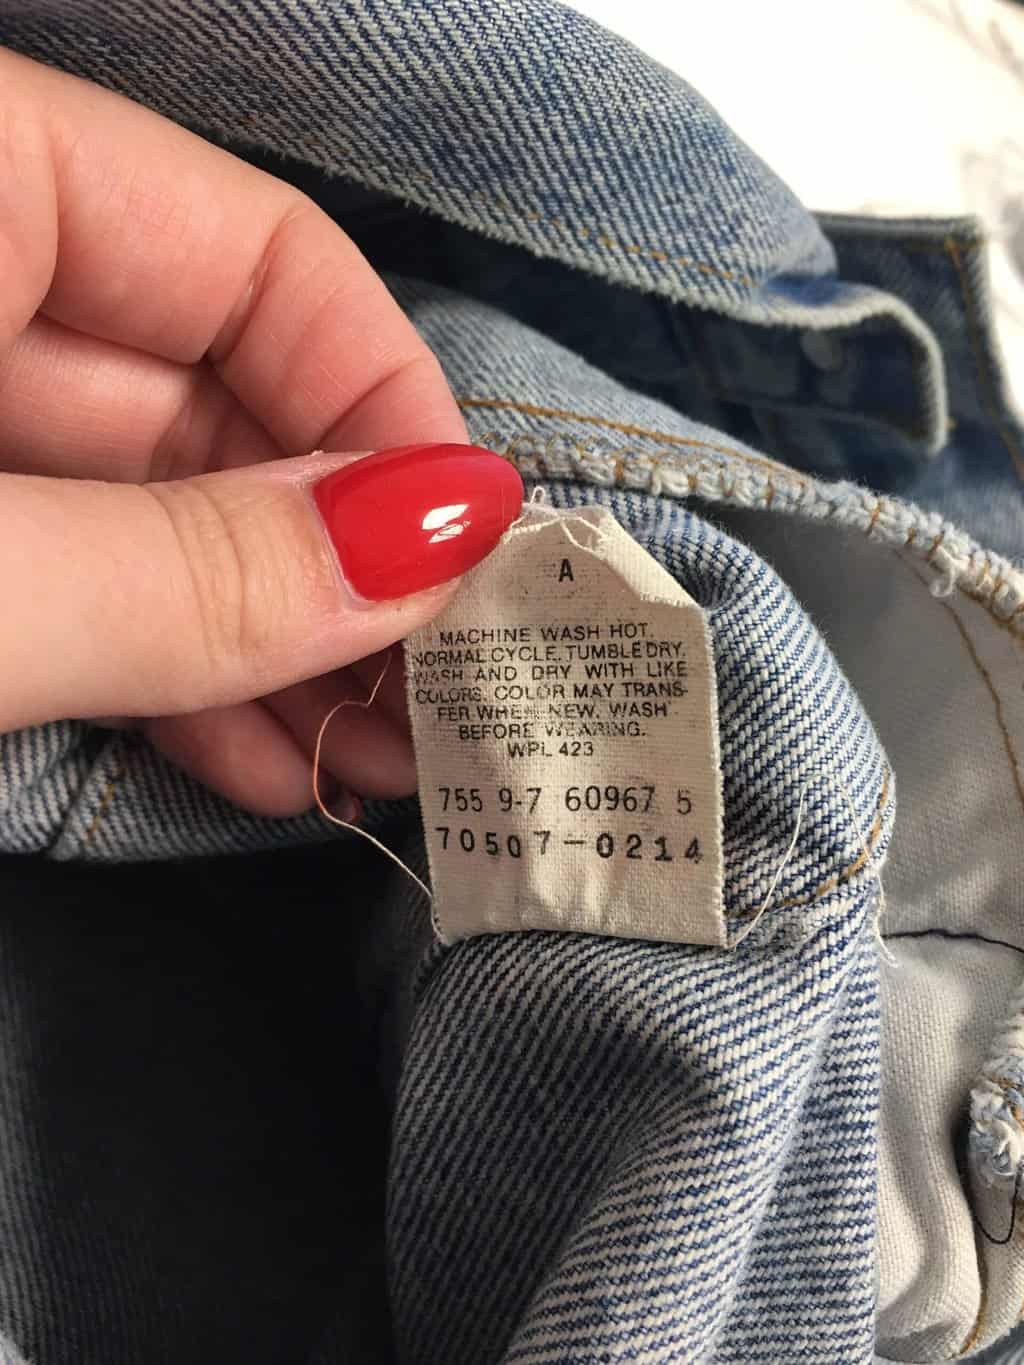 A
MACHINE WASH HOT.
NORMAL CYCLE. TUMBLE DRY.
WASH AND DRY WITH LIKE
COLORS. COLOR MAY TRANS-
FER WHEN NEW. WASH
BEFORE WEARING.
WPL 423
755 9-7 60967 5
70507-0214